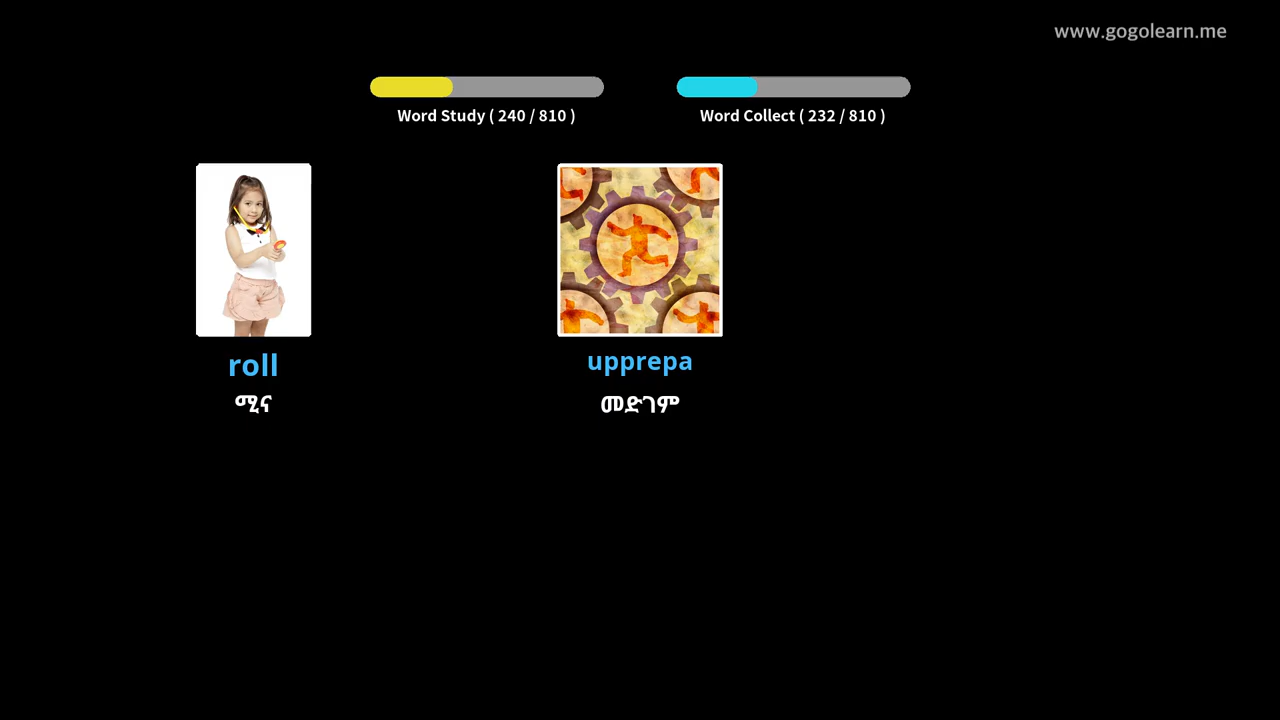 www.gogolearn.me
Word Study ( 240 / 810 )
Word Collect ( 232 / 810 )
roll
ሚና
upprepa
መድገም